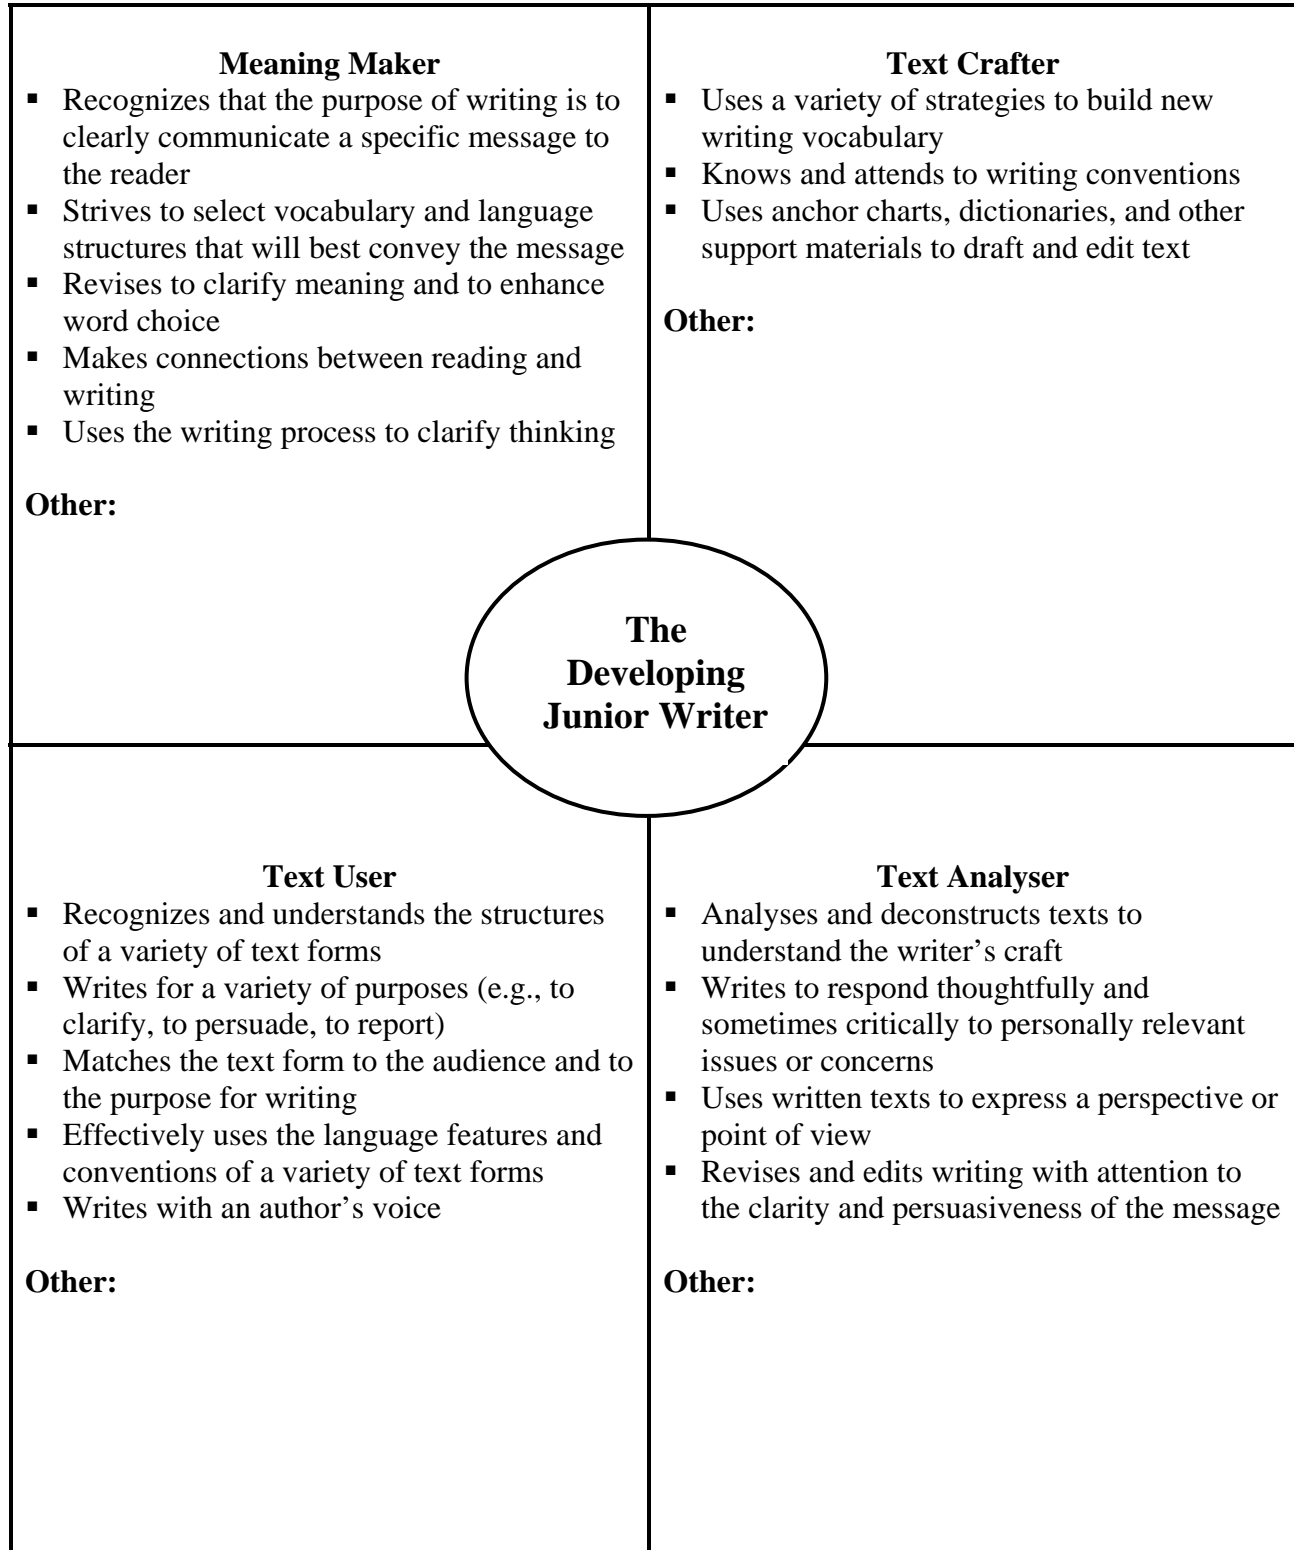 Meaning Maker
▪ Recognizes that the purpose of writing is to
clearly communicate a specific message to
the reader
▪ Strives to select vocabulary and language
structures that will best convey the message
▪ Revises to clarify meaning and to enhance
word choice
▪ Makes connections between reading and
writing
▪ Uses the writing process to clarify thinking
Other:
Text Crafter
▪ Uses a variety of strategies to build new
writing vocabulary
▪ Knows and attends to writing conventions
▪ Uses anchor charts, dictionaries, and other
support materials to draft and edit text
Other:
The
Developing
Junior Writer
Text User
▪ Recognizes and understands the structures
of a variety of text forms
▪ Writes for a variety of purposes (e.g., to
clarify, to persuade, to report)
▪ Matches the text form to the audience and to
the purpose for writing
▪ Effectively uses the language features and
conventions of a variety of text forms
▪ Writes with an author’s voice
Other:
Text Analyser
▪ Analyses and deconstructs texts to
understand the writer’s craft
▪ Writes to respond thoughtfully and
sometimes critically to personally relevant
issues or concerns
▪ Uses written texts to express a perspective or
point of view
▪ Revises and edits writing with attention to
the clarity and persuasiveness of the message
Other: